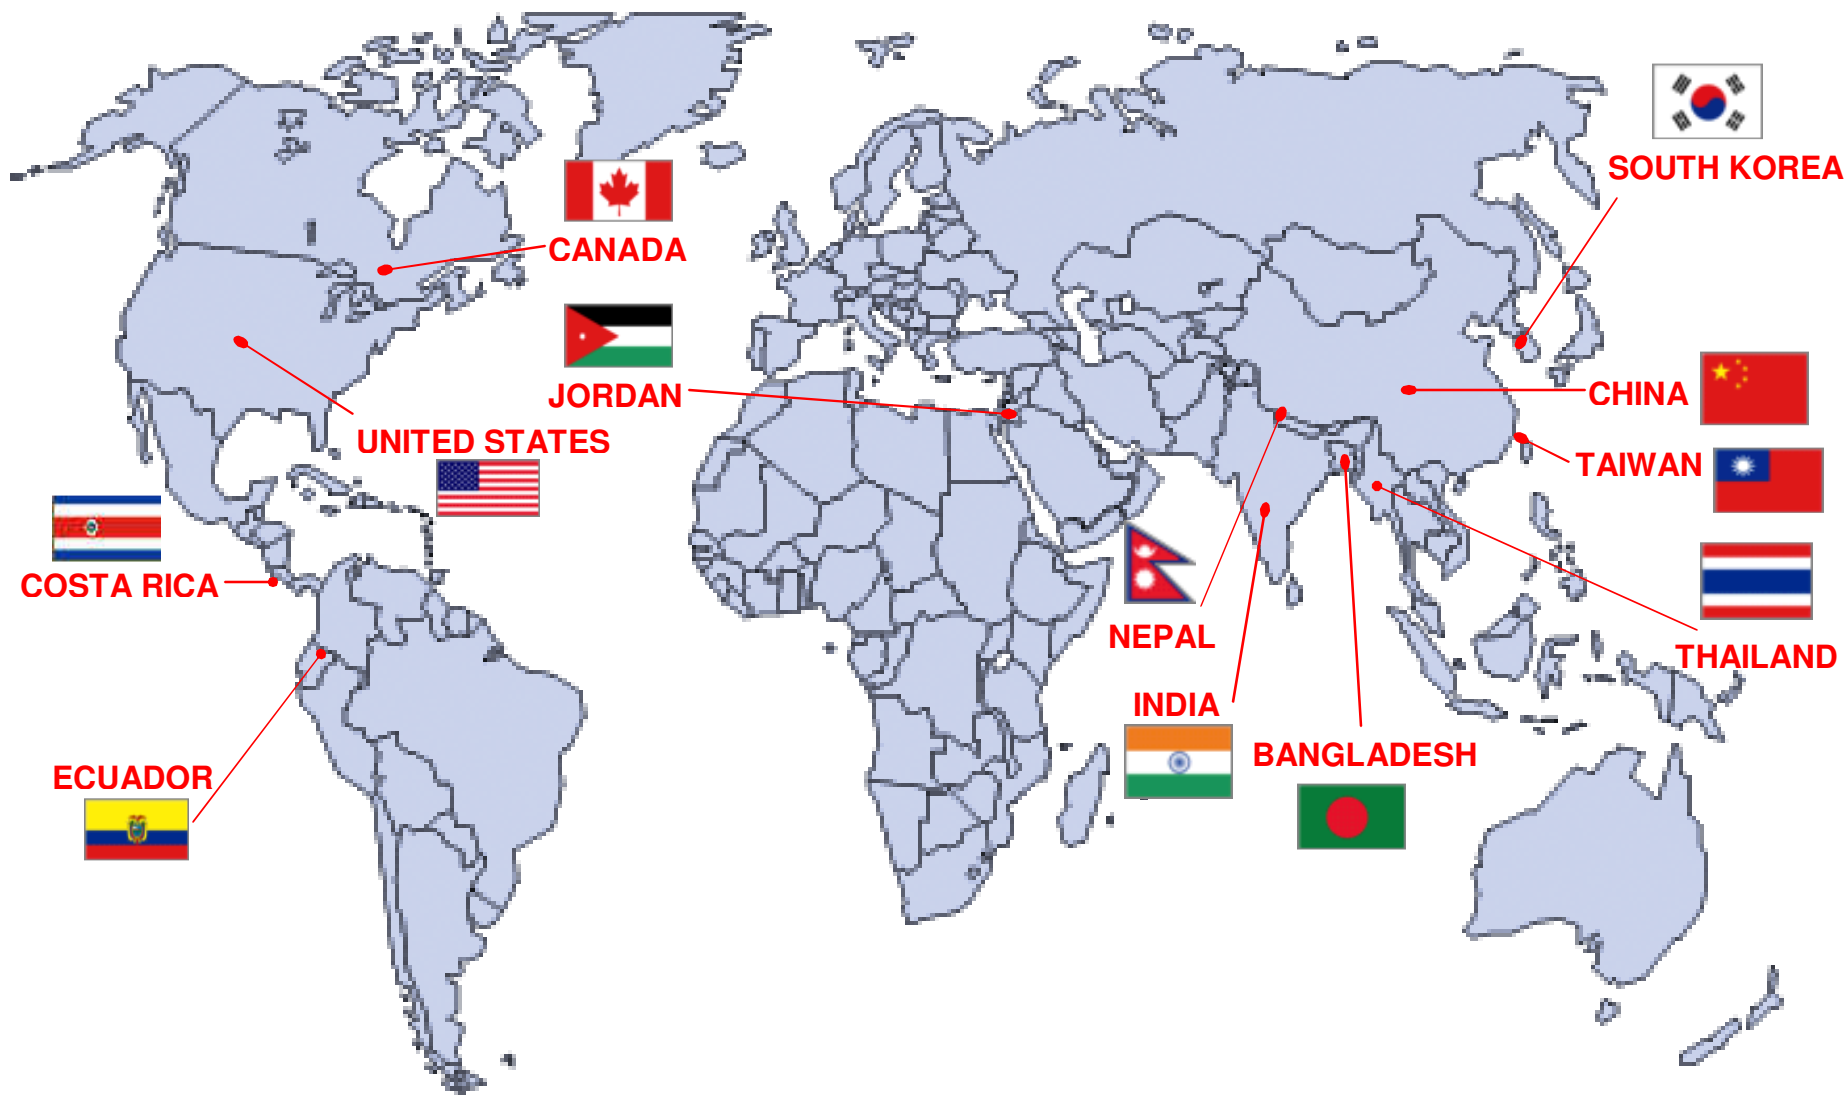 SOUTH KOREA
CANADA
JORDAN
CHINA
UNITED STATES
TAIWAN
COSTA RICA
NEPAL
THAILAND
INDIA
BANGLADESH
ECUADOR